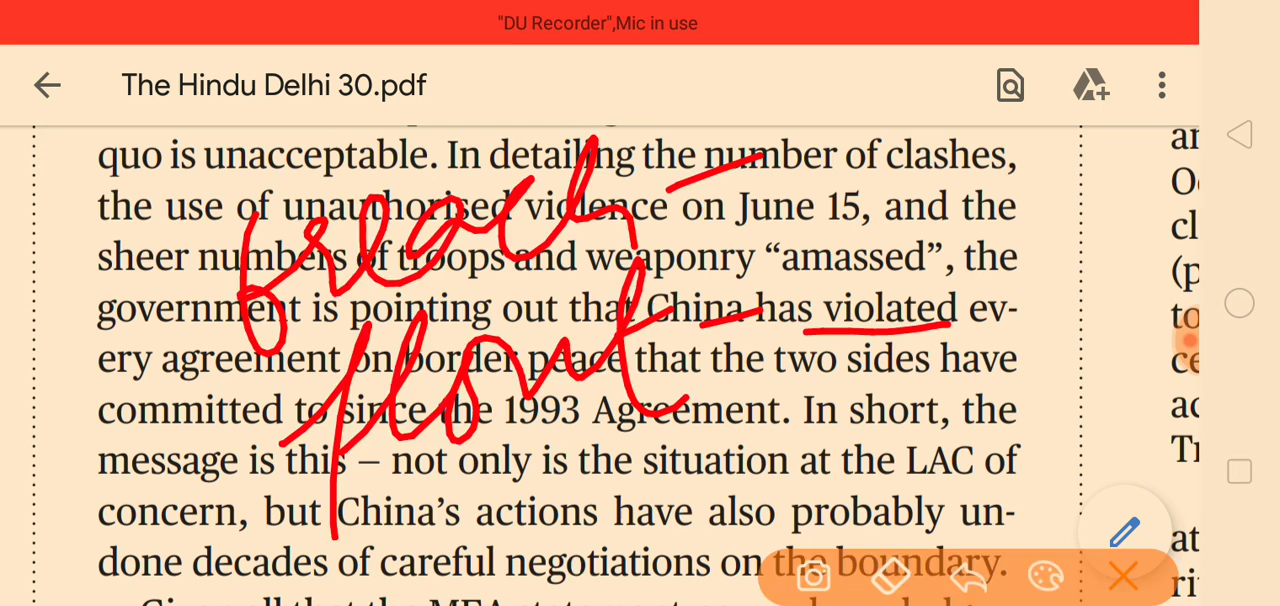 "DU Recorder",Mic in use
The Hindu Delhi 30.pdf
quo is unacceptable. In detailing the number of clashes,
the use of unauthorised violence on June 15, and the
sheer numbers of troops and weaponry “amassed”, the
government is pointing out that China has violated ev-
ery agreement on border peace that the two sides have
committed to since the 1993 Agreement. In short, the
message is this – not only is the situation at the LAC of
concern, but China’s actions have also probably un-
done decades of careful negotiations on the boundary.
breach
flout